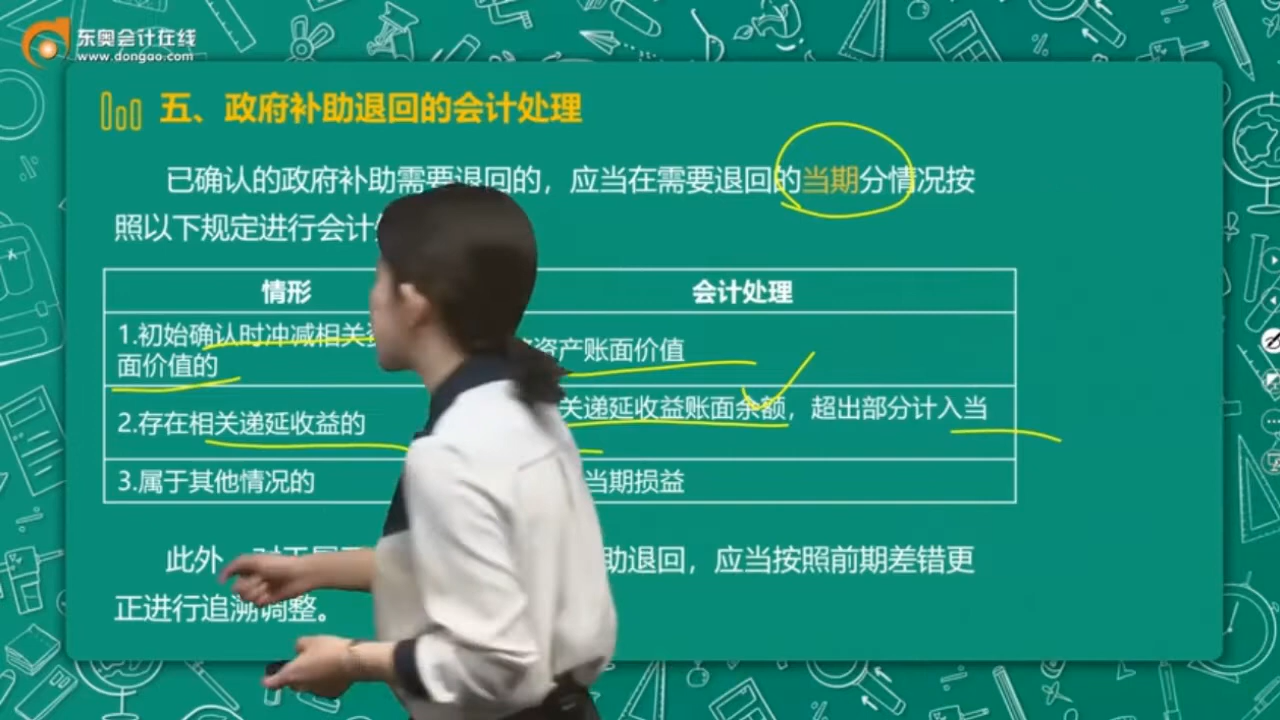 东奥会计在线
www.dongao.com
五、政府补助退回的会计处理
已确认的政府补助需要退回的，应当在需要退回的当期分情况按
照以下规定进行会计
情形 会计处理
1.初始确认时冲减相关
面价值的
资产账面价值
2.存在相关递延收益的
关递延收益账面余额，超出部分计入当
3.属于其他情况的
当期损益
此外
助退回，应当按照前期差错更
正进行追溯调整。